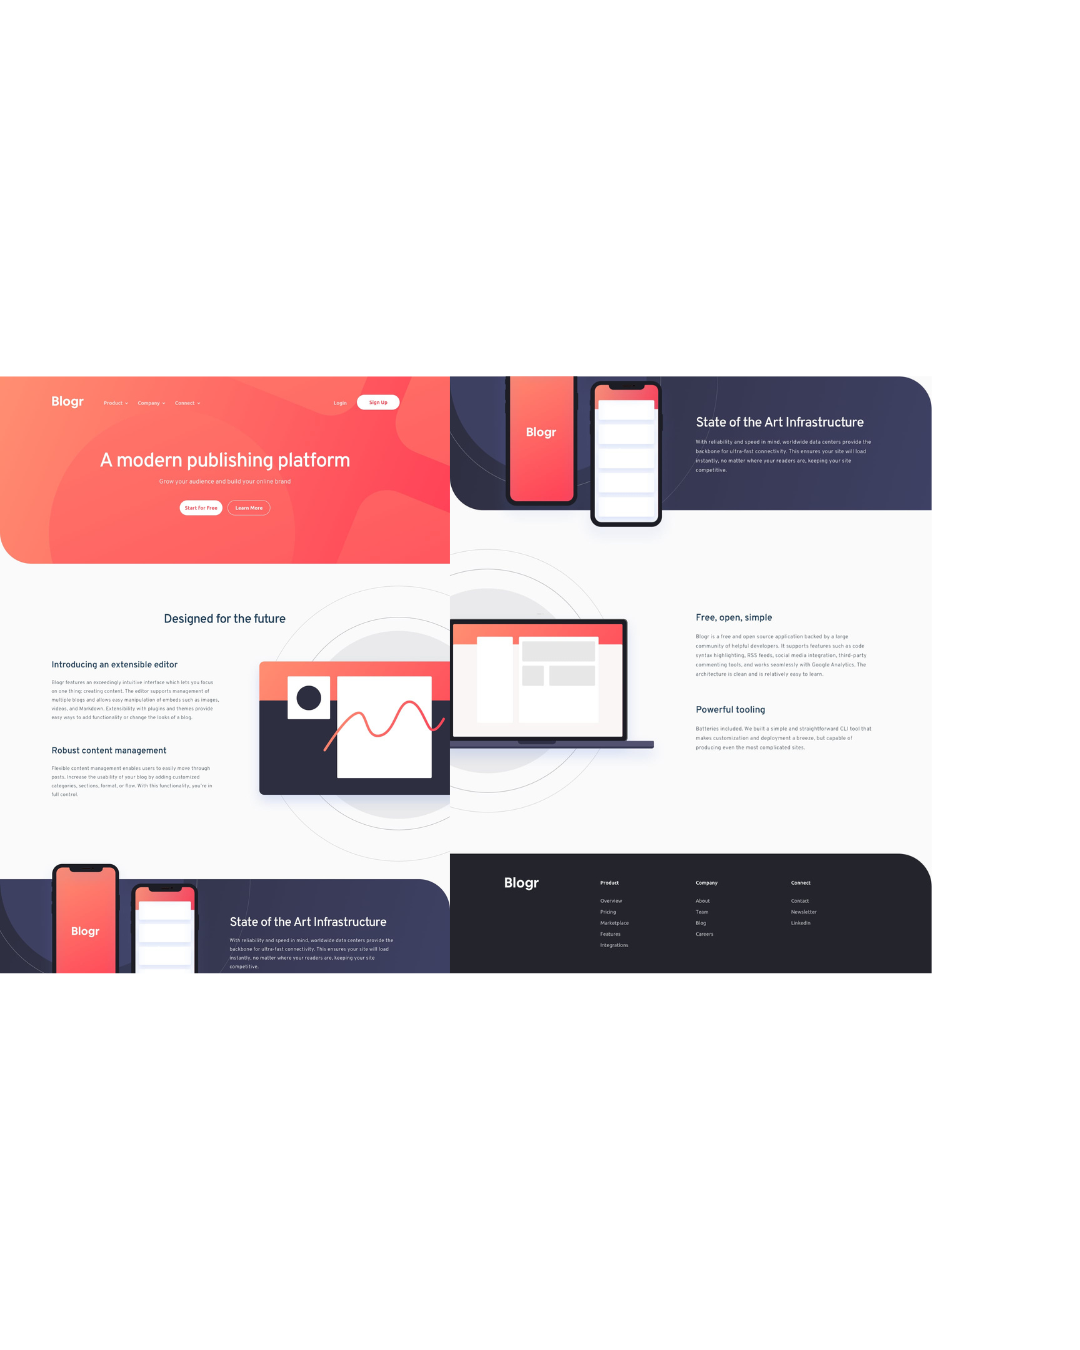 Blogr
Product
Company
Connect
Login
Sign Up
A modern publishing platform
Grow your audience and build your online brand
Start for Free
Learn More
Designed for the future
Introducing an extensible editor
Blogr features an exceedingly intuitive interface which lets you focus
on one thing: creating content. The editor supports management of
multiple blogs and allows easy manipulation of embeds such as images,
videos, and Markdown. Extensibility with plugins and themes provide
easy ways to add functionality or change the looks of a blog.
Robust content management
Flexible content management enables users to easily move through
posts. Increase the usability of your blog by adding customized
categories, sections, format, or flow. With this functionality, you're in
full control.
Blogr
State of the Art Infrastructure
With reliability and speed in mind, worldwide data centers provide the
backbone for ultra-fast connectivity. This ensures your site will load
instantly, no matter where your readers are, keeping your site
competitive.
Blogr
State of the Art Infrastructure
With reliability and speed in mind, worldwide data centers provide the
backbone for ultra-fast connectivity. This ensures your site will load
instantly, no matter where your readers are, keeping your site
competitive.
Free, open, simple
Blogr is a free and open source application backed by a large
community of helpful developers. It supports features such as code
syntax highlighting, RSS feeds, social media integration, third-party
commenting tools, and works seamlessly with Google Analytics. The
architecture is clean and is relatively easy to learn.
Powerful tooling
Batteries included. We built a simple and straightforward CLI tool that
makes customization and deployment a breeze, but capable of
producing even the most complicated sites.
Blogr
Product
Overview
Pricing
Marketplace
Features
Integrations
Company
About
Team
Blog
Careers
Connect
Contact
Newsletter
LinkedIn